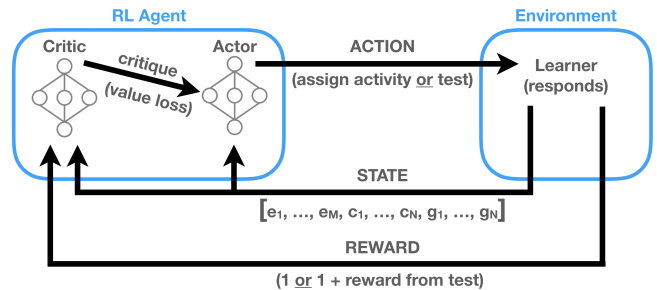 RL Agent
Environment
Critic
Actor
critique
(value loss)
ACTION
(assign activity or test)
Learner
(responds)
STATE
[e1, ..., eM, c1, ..., cN, g1, ..., gN]
REWARD
(1 or 1 + reward from test)